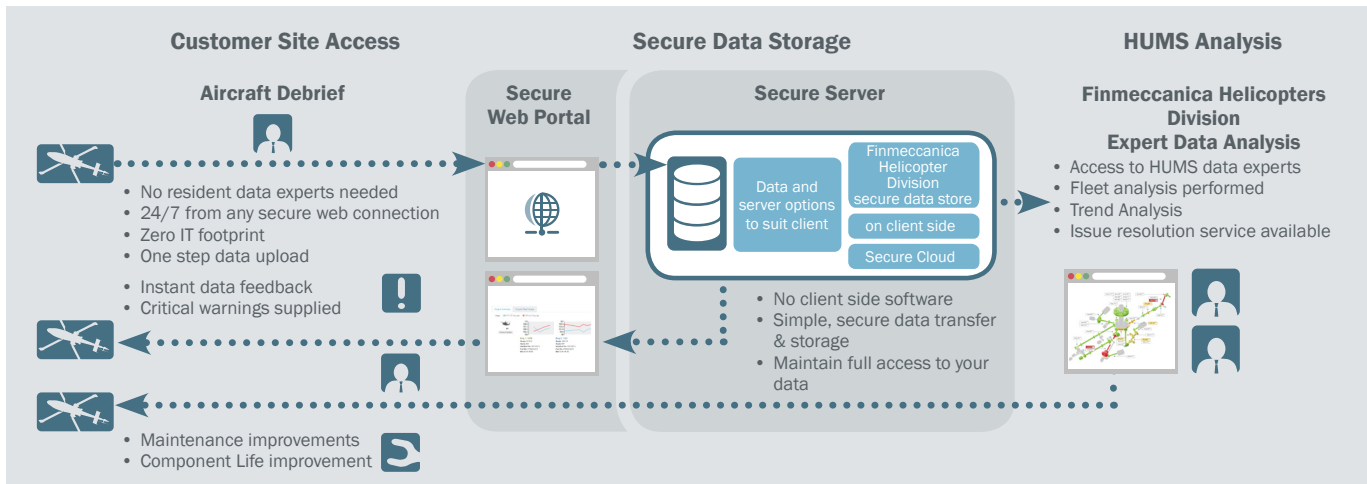 Customer Site Access
Secure Data Storage
HUMS Analysis
Aircraft Debrief
Secure
Web Portal
Secure Server
Finmeccanica Helicopters
Division
Expert Data Analysis
• No resident data experts needed
• 24/7 from any secure web connection
• Zero IT footprint
• One step data upload
• Instant data feedback
• Critical warnings supplied
Data and
server options
to suit client
Finmeccanica
Helicopter
Division
secure data store
on client side
Secure Cloud
• Access to HUMS data experts
• Fleet analysis performed
• Trend Analysis
• Issue resolution service available
• No client side software
• Simple, secure data transfer
& storage
• Maintain full access to your
data
• Maintenance improvements
• Component Life improvement